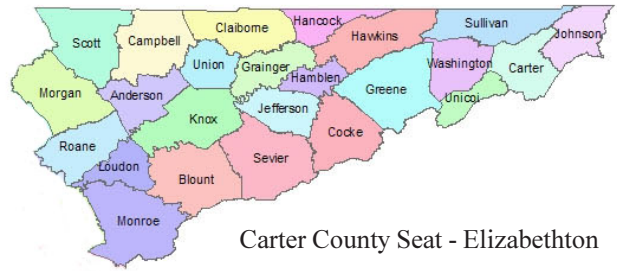 Hancock
Claiborne
Sullivan
Scott
Campbell
Hawkins
Johnson
Union
Grainger
Washington
Carter
Hamblen
Morgan
Anderson
Greene
Unicoi
Jefferson
Knox
Cocke
Roane
Loudon
Sevier
Blount
Monroe
Carter County Seat - Elizabethton